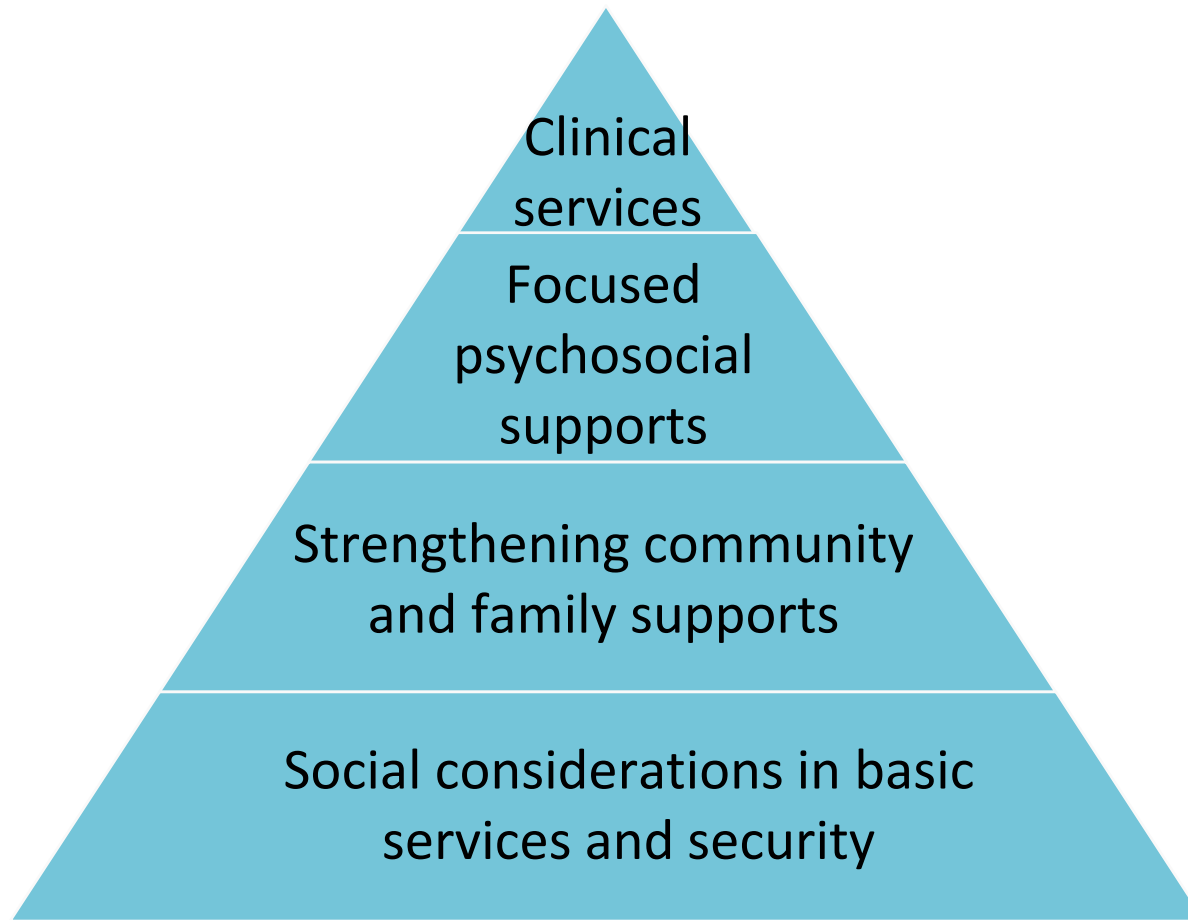 Clinical
services
Focused
psychosocial
supports
Strengthening community
and family supports
Social considerations in basic
services and security